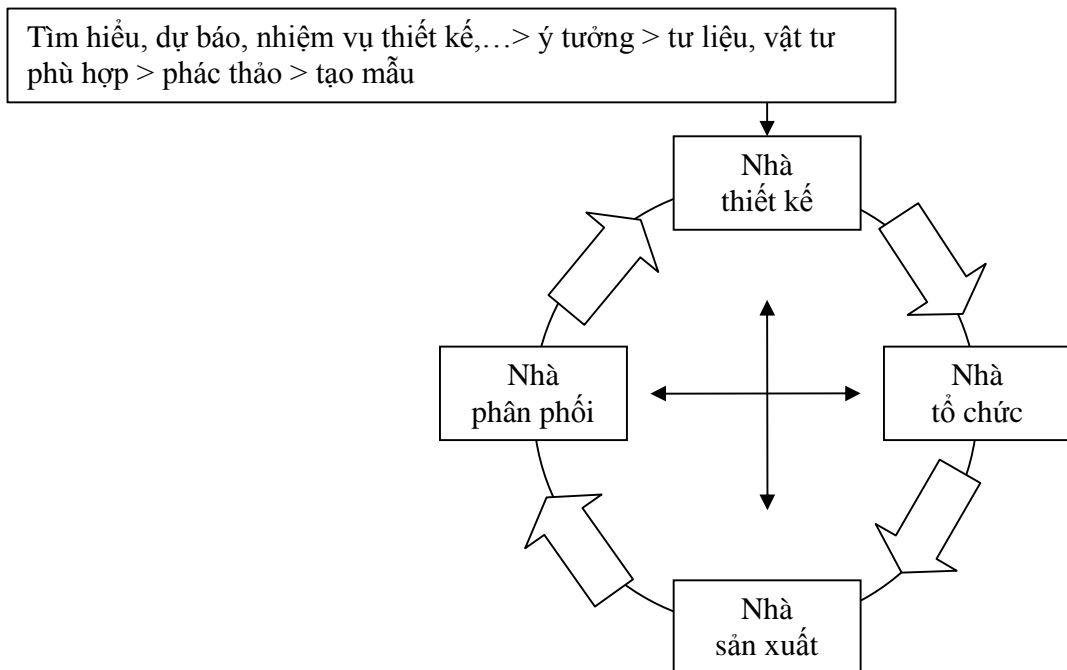 Tìm hiểu, dự báo, nhiệm vụ thiết kế,…> ý tưởng > tư liệu, vật tư
phù hợp > phác thảo > tạo mẫu
Nhà
thiết kế
Nhà
phân phối
Nhà
tổ chức
Nhà
sản xuất